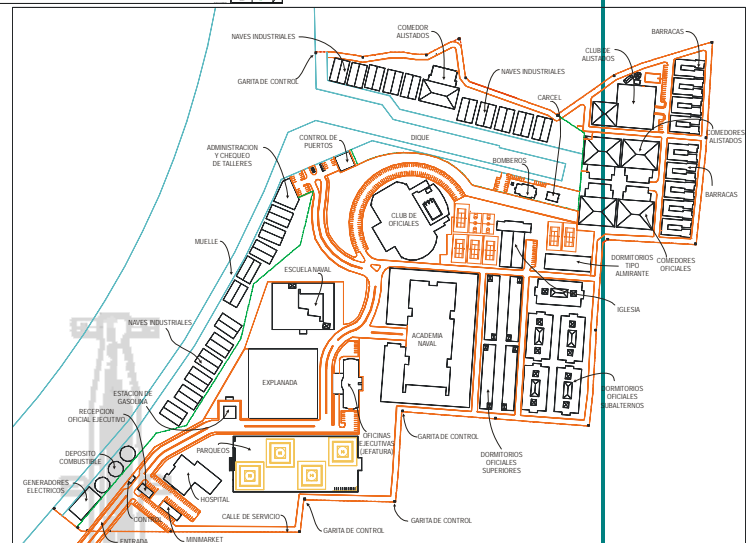 COMEDOR
ALISTADOS
NAVES INDUSTRIALES
BARRACAS
CLUB DE
ALISTADOS
NAVES INDUSTRIALES
GARITA DE CONTROL
CARCEL
CONTROL DE
PUERTOS
DIQUE
COMEDORES
ALISTADOS
ADMINISTRACION
Y CHEQUEO
DE TALLERES
BOMBEROS
BARRACAS
CLUB DE
OFICIALES
MUELLE
DORMITORIOS
TIPO
ALMIRANTE
COMEDORES
OFICIALES
ESCUELA NAVAL
IGLESIA
NAVES INDUSTRIALES
ACADEMIA
NAVAL
EXPLANADA
ESTACION DE
GASOLINA
DORMITORIOS
OFICIALES
SUBALTERNOS
RECEPCION
OFICIAL EJECUTIVO
OFICINAS
EJECUTIVAS
(JEFATURA)
GARITA DE CONTROL
PARQUEOS
DEPOSITO
COMBUSTIBLE
DORMITORIOS
OFICIALES
SUPERIORES
GENERADORES
ELECTRICOS
HOSPITAL
CONTROL
CALLE DE SERVICIO
GARITA DE CONTROL
GARITA DE CONTROL
MINIMARKET
ENTRADA